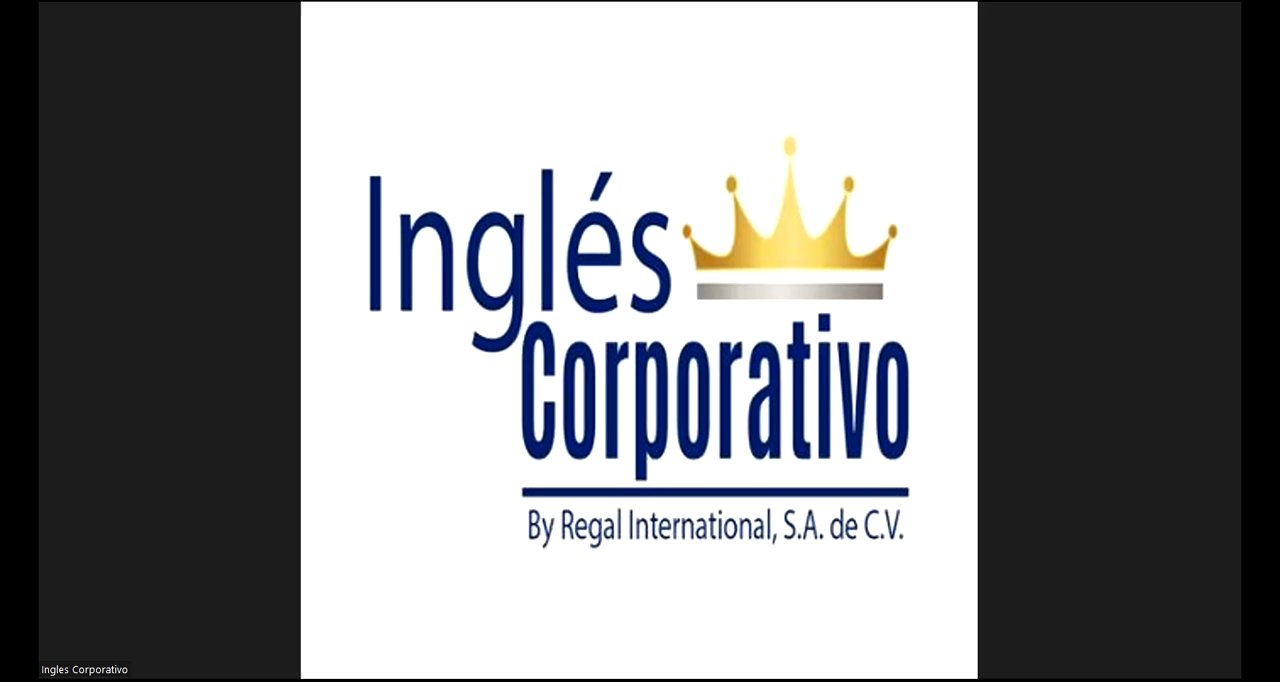 Inglés
Corporativo
By Regal International, S.A. de C.V.
Ingles Corporativo